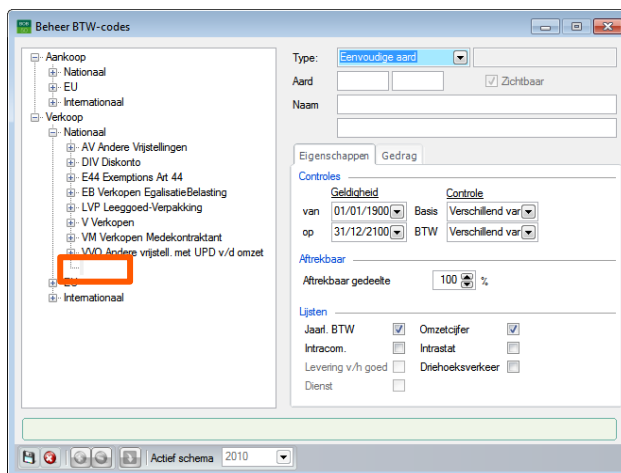 Beheer BTW-codes
Aankoop
Nationaal
EU
Internationaal
Verkoop
Nationaal
AV Andere Vrijstellingen
DIV Diskonto
E44 Exemptions Art 44
EB Verkopen EgalisatieBelasting
LVP Leeggoed-Verpakking
V Verkopen
VM Verkopen Medekontraktant
VVO Andere vrijstell. met UPD v/d omzet
EU
Internationaal
Type: Eenvoudige aard
Aard Zichtbaar
Naam
Eigenschappen Gedrag
Controles
Geldigheid Controle
van 01/01/1900 Basis Verschillend var
op 31/12/2100 BTW Verschillend var
Aftrekbaar
Aftrekbaar gedeelte 100 %
Lijsten
Jaarl. BTW Omzetcijfer
Intracom. Intrastat
Levering v/h goed Driehoeksverkeer
Dienst
Actief schema 2010